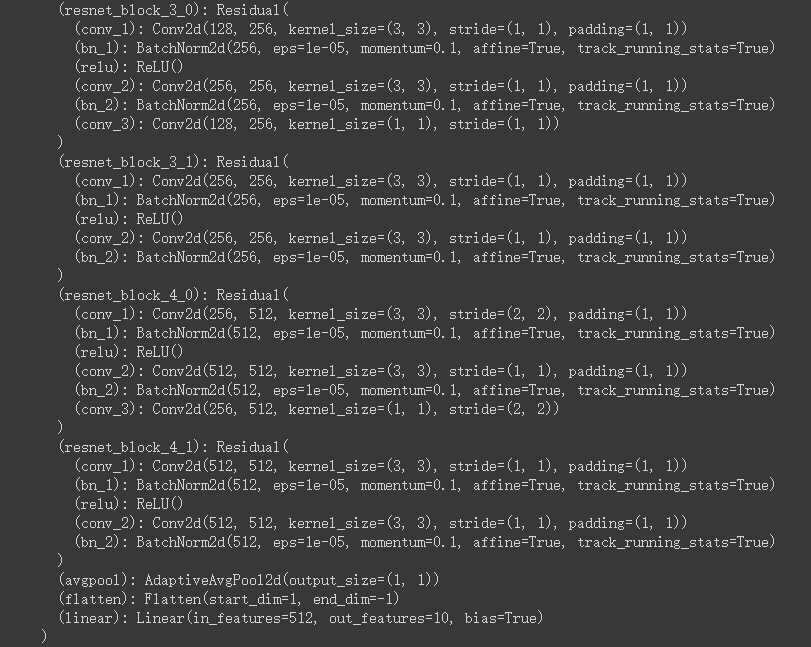 (resnet_block_3_0): Residual(
(conv_1): Conv2d(128, 256, kernel_size=(3, 3), stride=(1, 1), padding=(1, 1))
(bn_1): BatchNorm2d(256, eps=1e-05, momentum=0.1, affine=True, track_running_stats=True)
(relu): ReLU()
(conv_2): Conv2d(256, 256, kernel_size=(3, 3), stride=(1, 1), padding=(1, 1))
(bn_2): BatchNorm2d(256, eps=1e-05, momentum=0.1, affine=True, track_running_stats=True)
(conv_3): Conv2d(128, 256, kernel_size=(1, 1), stride=(1, 1))
)
(resnet_block_3_1): Residual(
(conv_1): Conv2d(256, 256, kernel_size=(3, 3), stride=(1, 1), padding=(1, 1))
(bn_1): BatchNorm2d(256, eps=1e-05, momentum=0.1, affine=True, track_running_stats=True)
(relu): ReLU()
(conv_2): Conv2d(256, 256, kernel_size=(3, 3), stride=(1, 1), padding=(1, 1))
(bn_2): BatchNorm2d(256, eps=1e-05, momentum=0.1, affine=True, track_running_stats=True)
)
(resnet_block_4_0): Residual(
(conv_1): Conv2d(256, 512, kernel_size=(3, 3), stride=(2, 2), padding=(1, 1))
(bn_1): BatchNorm2d(512, eps=1e-05, momentum=0.1, affine=True, track_running_stats=True)
(relu): ReLU()
(conv_2): Conv2d(512, 512, kernel_size=(3, 3), stride=(1, 1), padding=(1, 1))
(bn_2): BatchNorm2d(512, eps=1e-05, momentum=0.1, affine=True, track_running_stats=True)
(conv_3): Conv2d(256, 512, kernel_size=(1, 1), stride=(2, 2))
)
(resnet_block_4_1): Residual(
(conv_1): Conv2d(512, 512, kernel_size=(3, 3), stride=(1, 1), padding=(1, 1))
(bn_1): BatchNorm2d(512, eps=1e-05, momentum=0.1, affine=True, track_running_stats=True)
(relu): ReLU()
(conv_2): Conv2d(512, 512, kernel_size=(3, 3), stride=(1, 1), padding=(1, 1))
(bn_2): BatchNorm2d(512, eps=1e-05, momentum=0.1, affine=True, track_running_stats=True)
)
(avgpool): AdaptiveAvgPool2d(output_size=(1, 1))
(flatten): Flatten(start_dim=1, end_dim=-1)
(linear): Linear(in_features=512, out_features=10, bias=True)
)